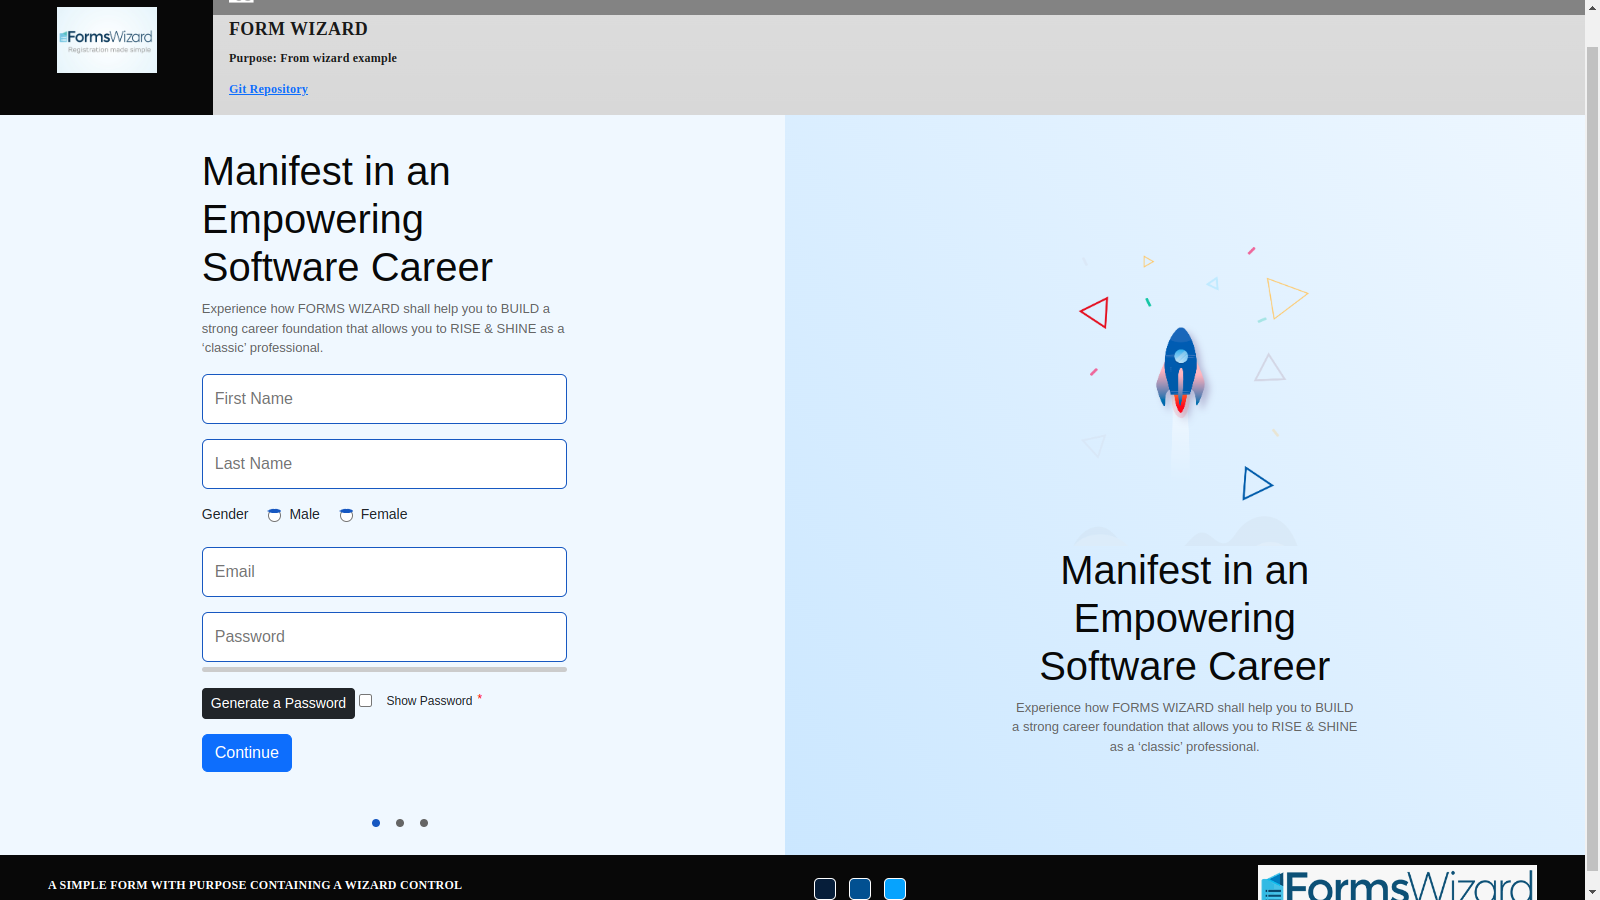 FormsWizard
Registration made simple
FORM WIZARD
Purpose: From wizard example
Git Repository
Manifest in an
Empowering
Software Career
Experience how FORMS WIZARD shall help you to BUILD a
strong career foundation that allows you to RISE & SHINE as a
‘classic’ professional.
First Name
Last Name
Gender Male Female
Email
Password
Generate a Password Show Password *
Continue
Manifest in an
Empowering
Software Career
Experience how FORMS WIZARD shall help you to BUILD
a strong career foundation that allows you to RISE & SHINE
as a ‘classic’ professional.
A SIMPLE FORM WITH PURPOSE CONTAINING A WIZARD CONTROL
FormsWizard